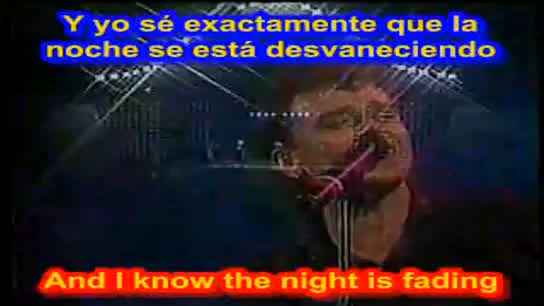 Y yo sé exactamente que la
noche se está desvaneciendo
And I know the night is fading